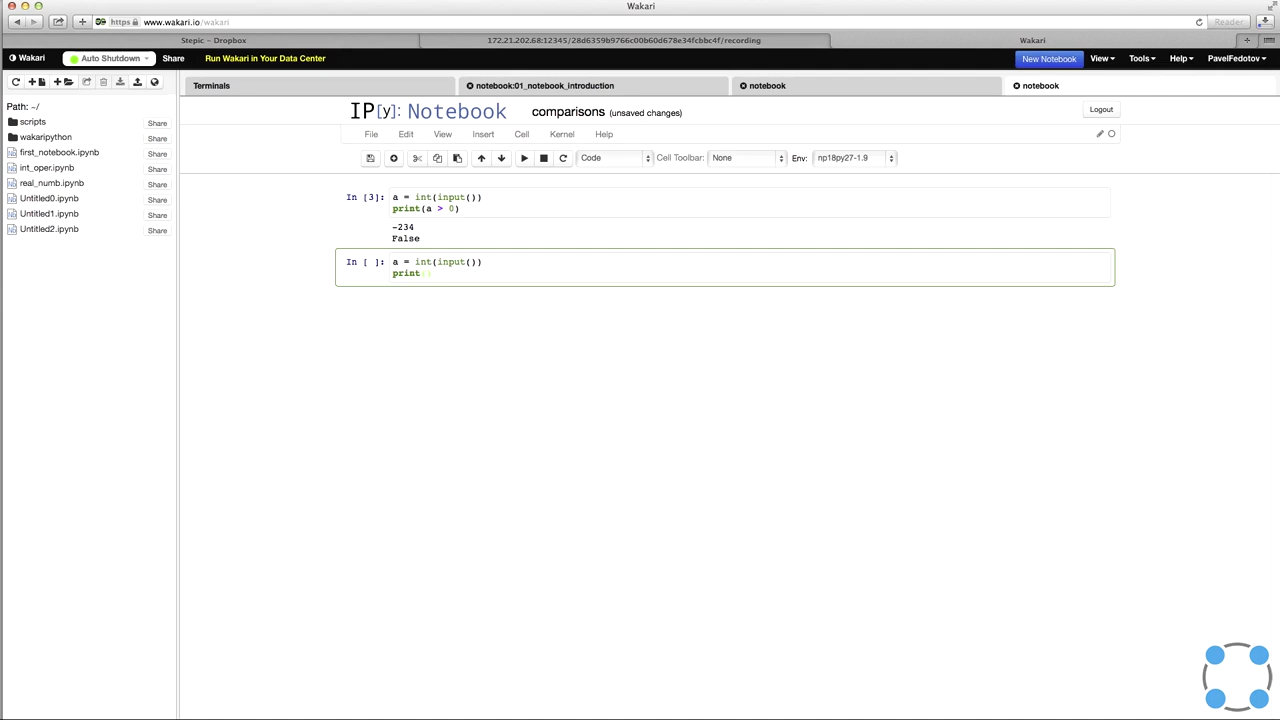 Wakari
https www.wakari.io/wakari Reader
Stepic – Dropbox 172.21.202.68:12345/28d6359b9766c00b60d678e34fcbbc4f/recording Wakari
Wakari Auto Shutdown Share Run Wakari in Your Data Center New Notebook View Tools Help PavelFedotov
Terminals notebook:01_notebook_introduction notebook notebook
Path: ~/
scripts Share
wakaripython Share
first_notebook.ipynb Share
int_oper.ipynb Share
real_numb.ipynb Share
Untitled0.ipynb Share
Untitled1.ipynb Share
Untitled2.ipynb Share
IP[y]: Notebook comparisons (unsaved changes) Logout
File Edit View Insert Cell Kernel Help
Code Cell Toolbar: None Env: np18py27-1.9
In [3]: a = int(input())
print(a > 0)
-234
False
In [ ]: a = int(input())
print()